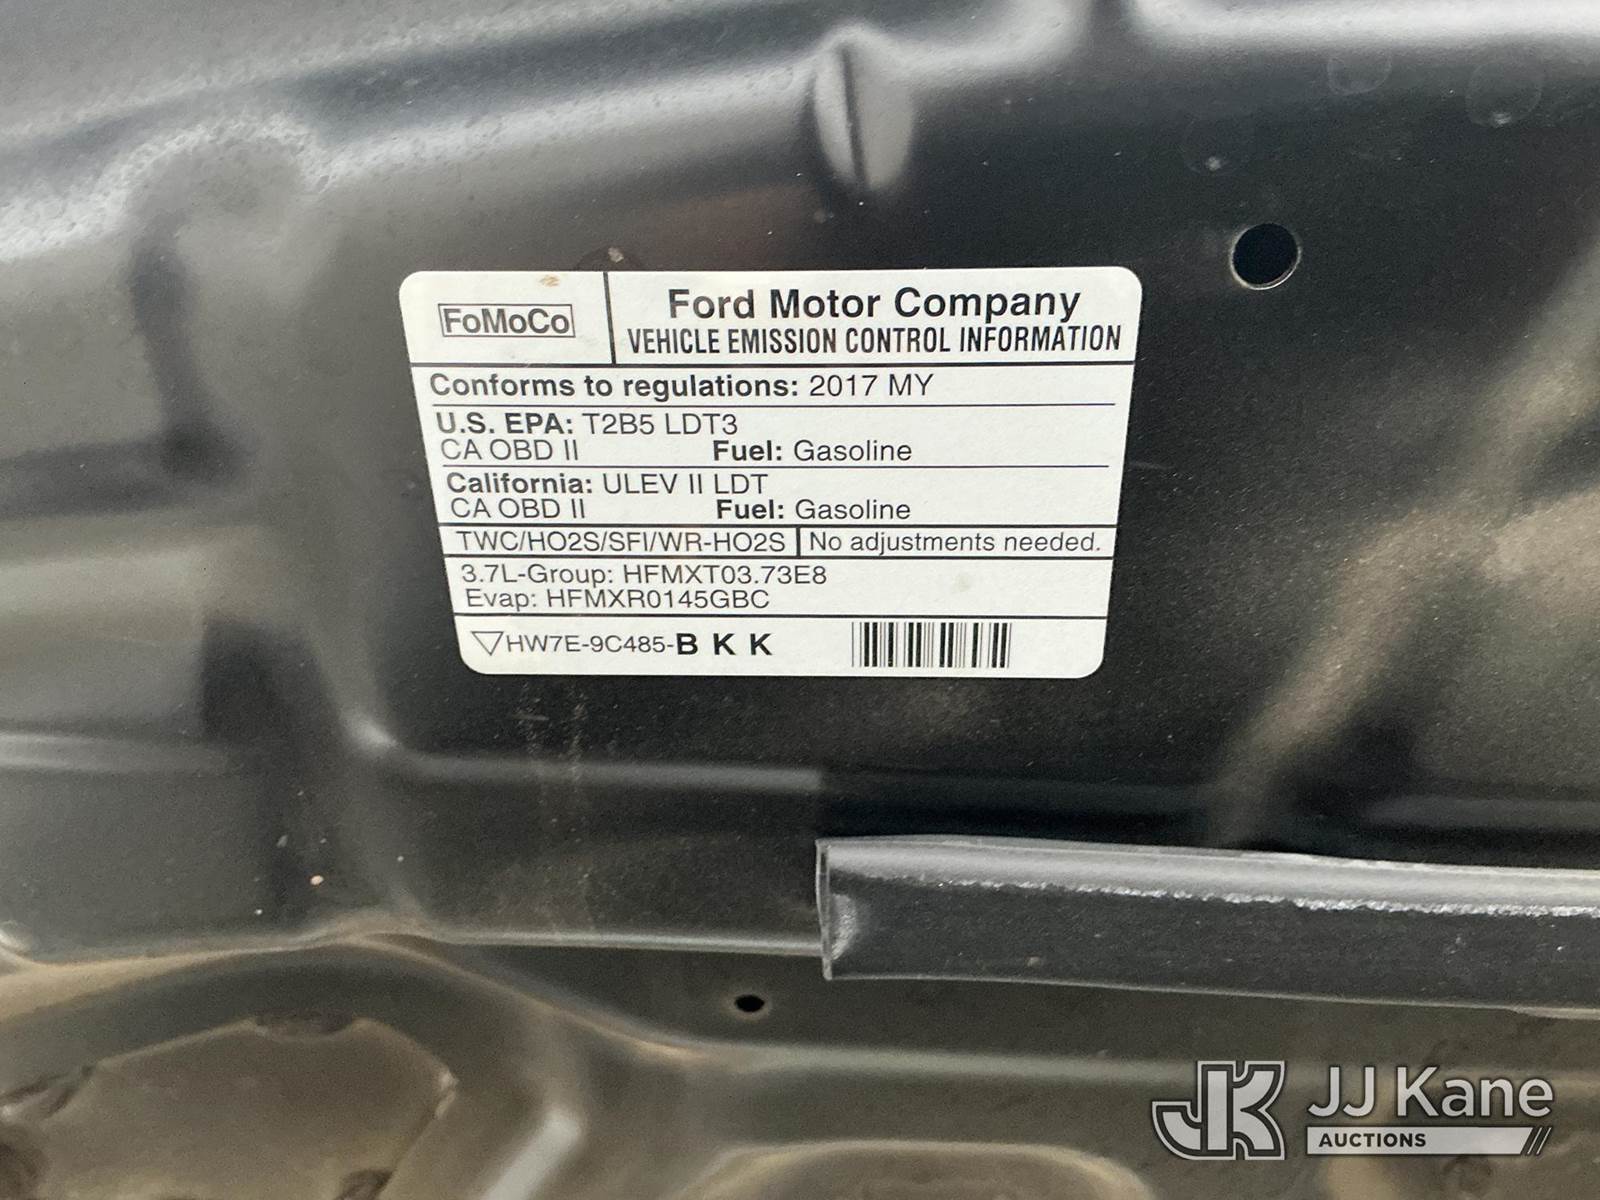 FoMoCo
Ford Motor Company
VEHICLE EMISSION CONTROL INFORMATION
Conforms to regulations: 2017 MY
U.S. EPA: T2B5 LDT3
CA OBD II Fuel: Gasoline
California: ULEV II LDT
CA OBD II Fuel: Gasoline
TWC/HO2S/SFI/WR-HO2S No adjustments needed.
3.7L-Group: HFMXT03.73E8
Evap: HFMXR0145GBC
HW7E-9C485-B K K
JK JJ Kane
AUCTIONS